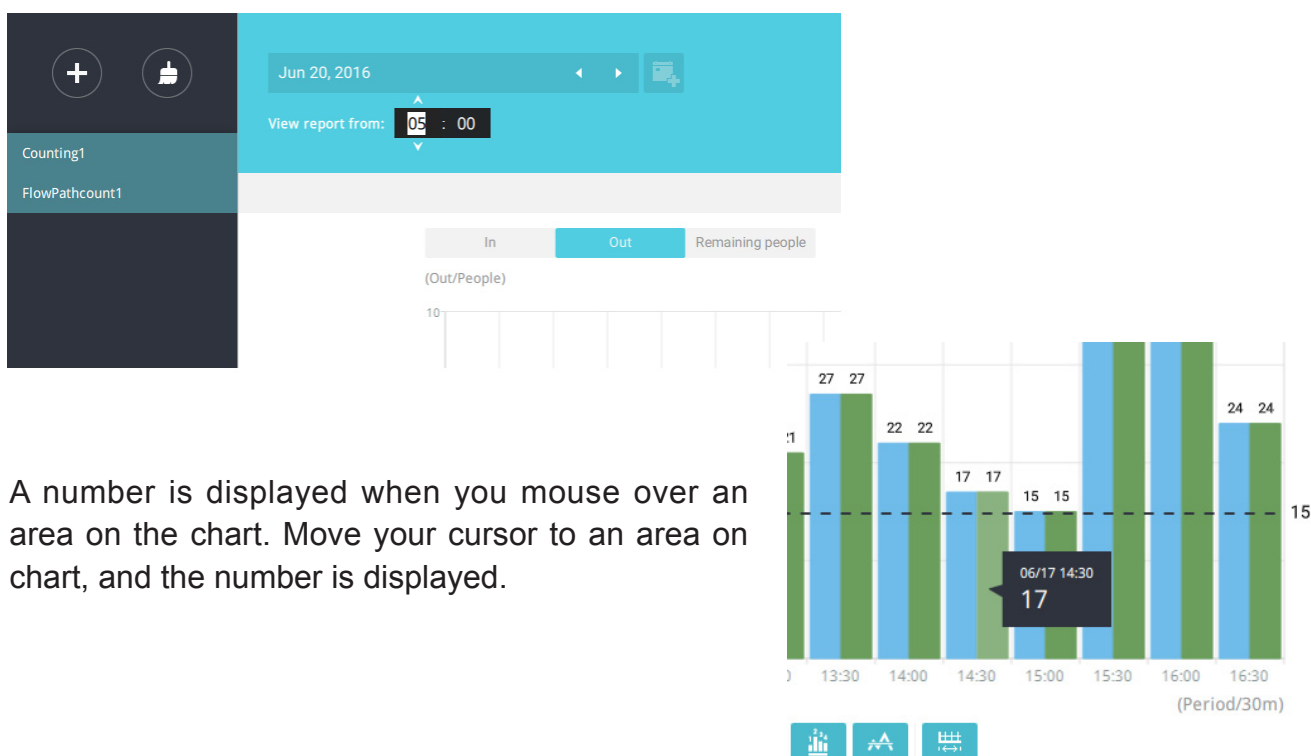 Jun 20, 2016
View report from: 05 : 00
Counting1
FlowPathcount1
In Out Remaining people
(Out/People)
10
A number is displayed when you mouse over an
area on the chart. Move your cursor to an area on
chart, and the number is displayed.
27 27
24 24
22 22
17 17
15 15
15
06/17 14:30
17
13:30 14:00 14:30 15:00 15:30 16:00 16:30
(Period/30m)